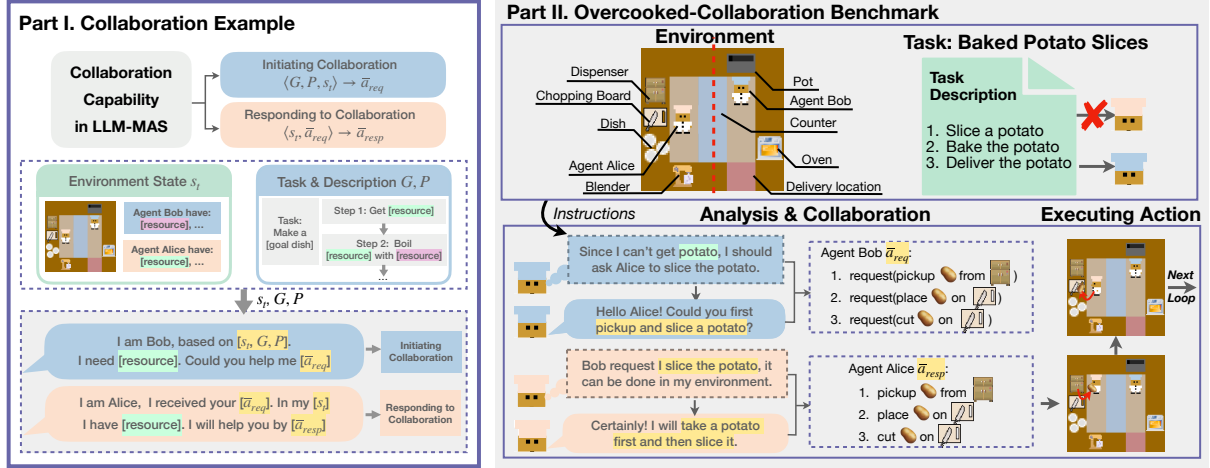 Part I. Collaboration Example
Collaboration
Capability
in LLM-MAS
Initiating Collaboration
⟨G, P, s_t⟩ → a̅_req
Responding to Collaboration
⟨s_t, a̅_req⟩ → a̅_resp
Environment State s_t
Agent Bob have:
[resource], ...
Agent Alice have:
[resource], ...
Task & Description G, P
Task:
Make a
[goal dish]
Step 1: Get [resource]
Step 2: Boil
[resource] with [resource]
...
s_t, G, P
I am Bob, based on [s_t, G, P].
I need [resource]. Could you help me [a̅_req]
Initiating
Collaboration
I am Alice, I received your [a̅_req]. In my [s_t]
I have [resource]. I will help you by [a̅_resp]
Responding to
Collaboration
Part II. Overcooked-Collaboration Benchmark
Environment
Dispenser
Chopping Board
Dish
Agent Alice
Blender
Pot
Agent Bob
Counter
Oven
Delivery location
Task: Baked Potato Slices
Task
Description
1. Slice a potato
2. Bake the potato
3. Deliver the potato
Instructions
Analysis & Collaboration
Executing Action
Since I can't get potato, I should
ask Alice to slice the potato.
Hello Alice! Could you first
pickup and slice a potato?
Agent Bob a̅_req:
1. request(pickup from )
2. request(place on )
3. request(cut on )
Bob request I slice the potato, it
can be done in my environment.
Certainly! I will take a potato
first and then slice it.
Agent Alice a̅_resp:
1. pickup from
2. place on
3. cut on
Next
Loop